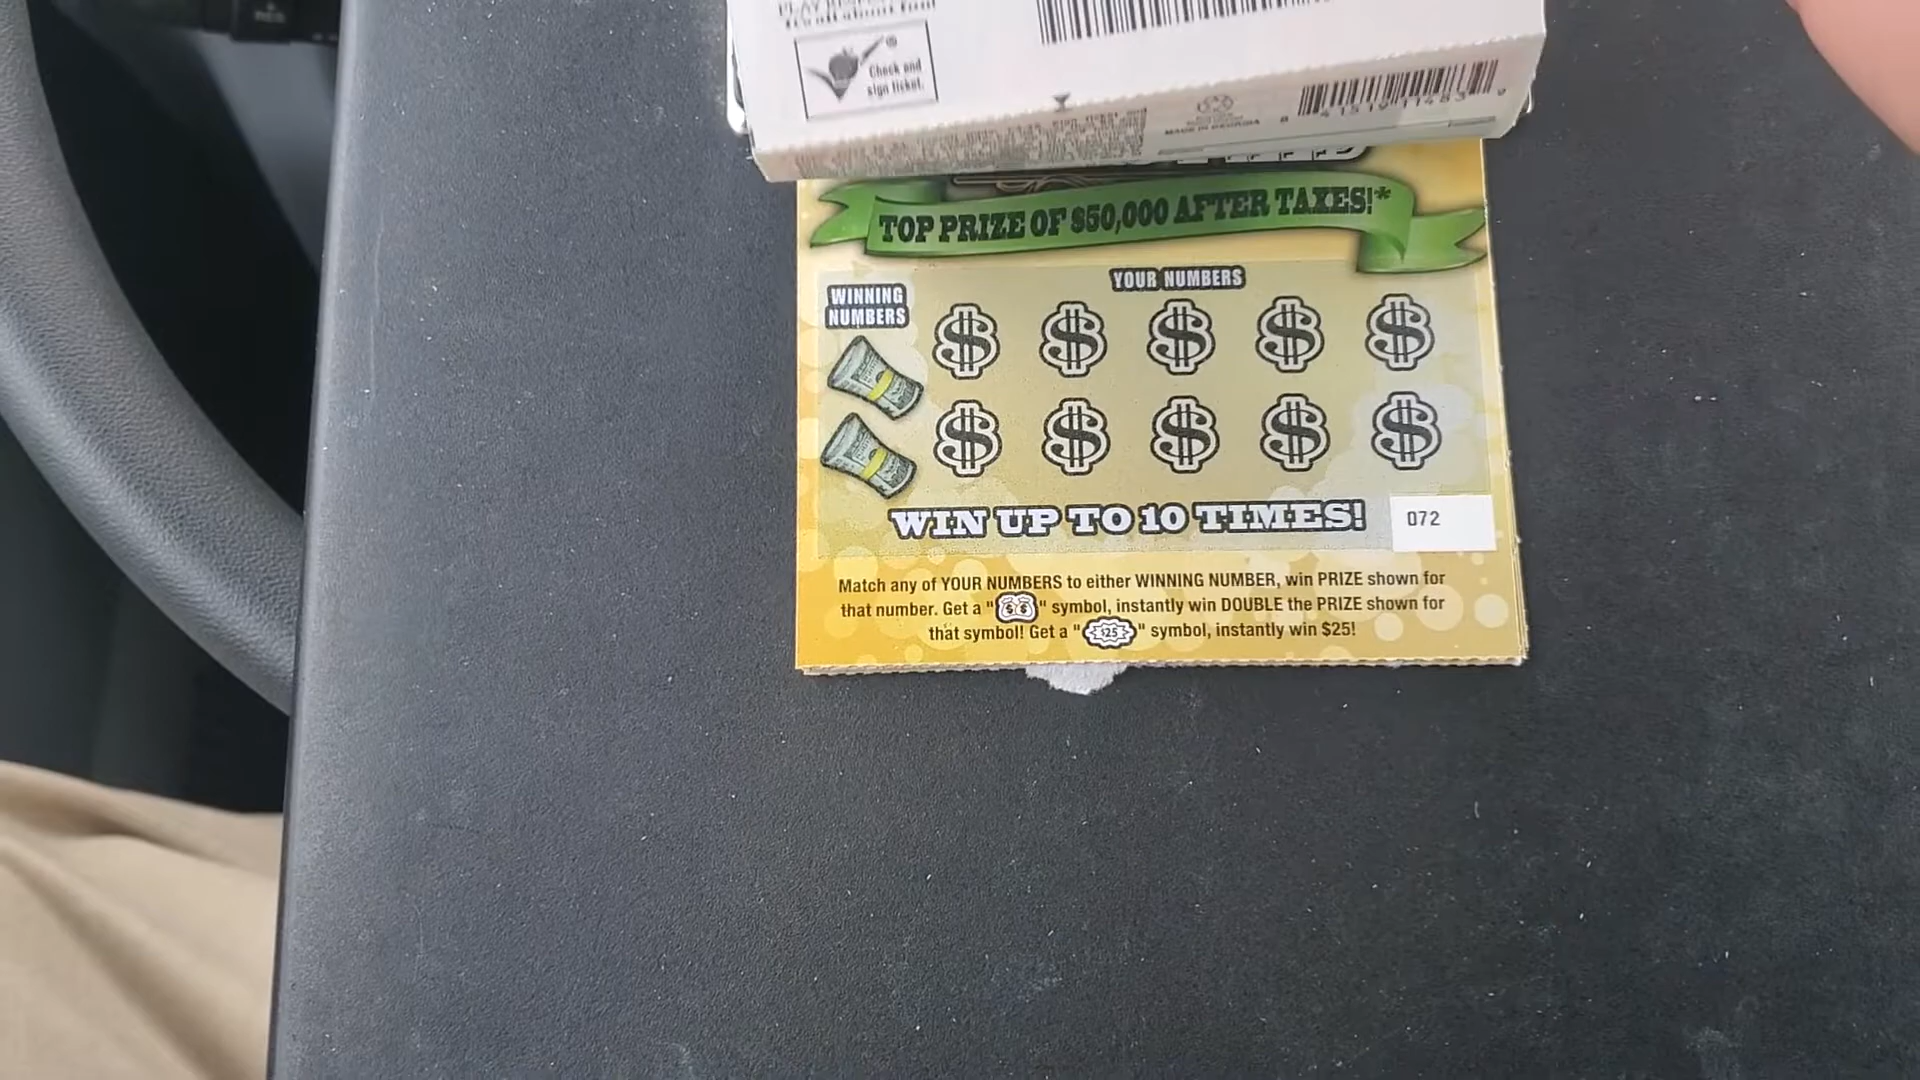 Check and
sign ticket.
MADE IN GEORGIA
TOP PRIZE OF $50,000 AFTER TAXES!*
YOUR NUMBERS
WINNING
NUMBERS
WIN UP TO 10 TIMES!
072
Match any of YOUR NUMBERS to either WINNING NUMBER, win PRIZE shown for
that number. Get a "$$" symbol, instantly win DOUBLE the PRIZE shown for
that symbol! Get a "$25" symbol, instantly win $25!